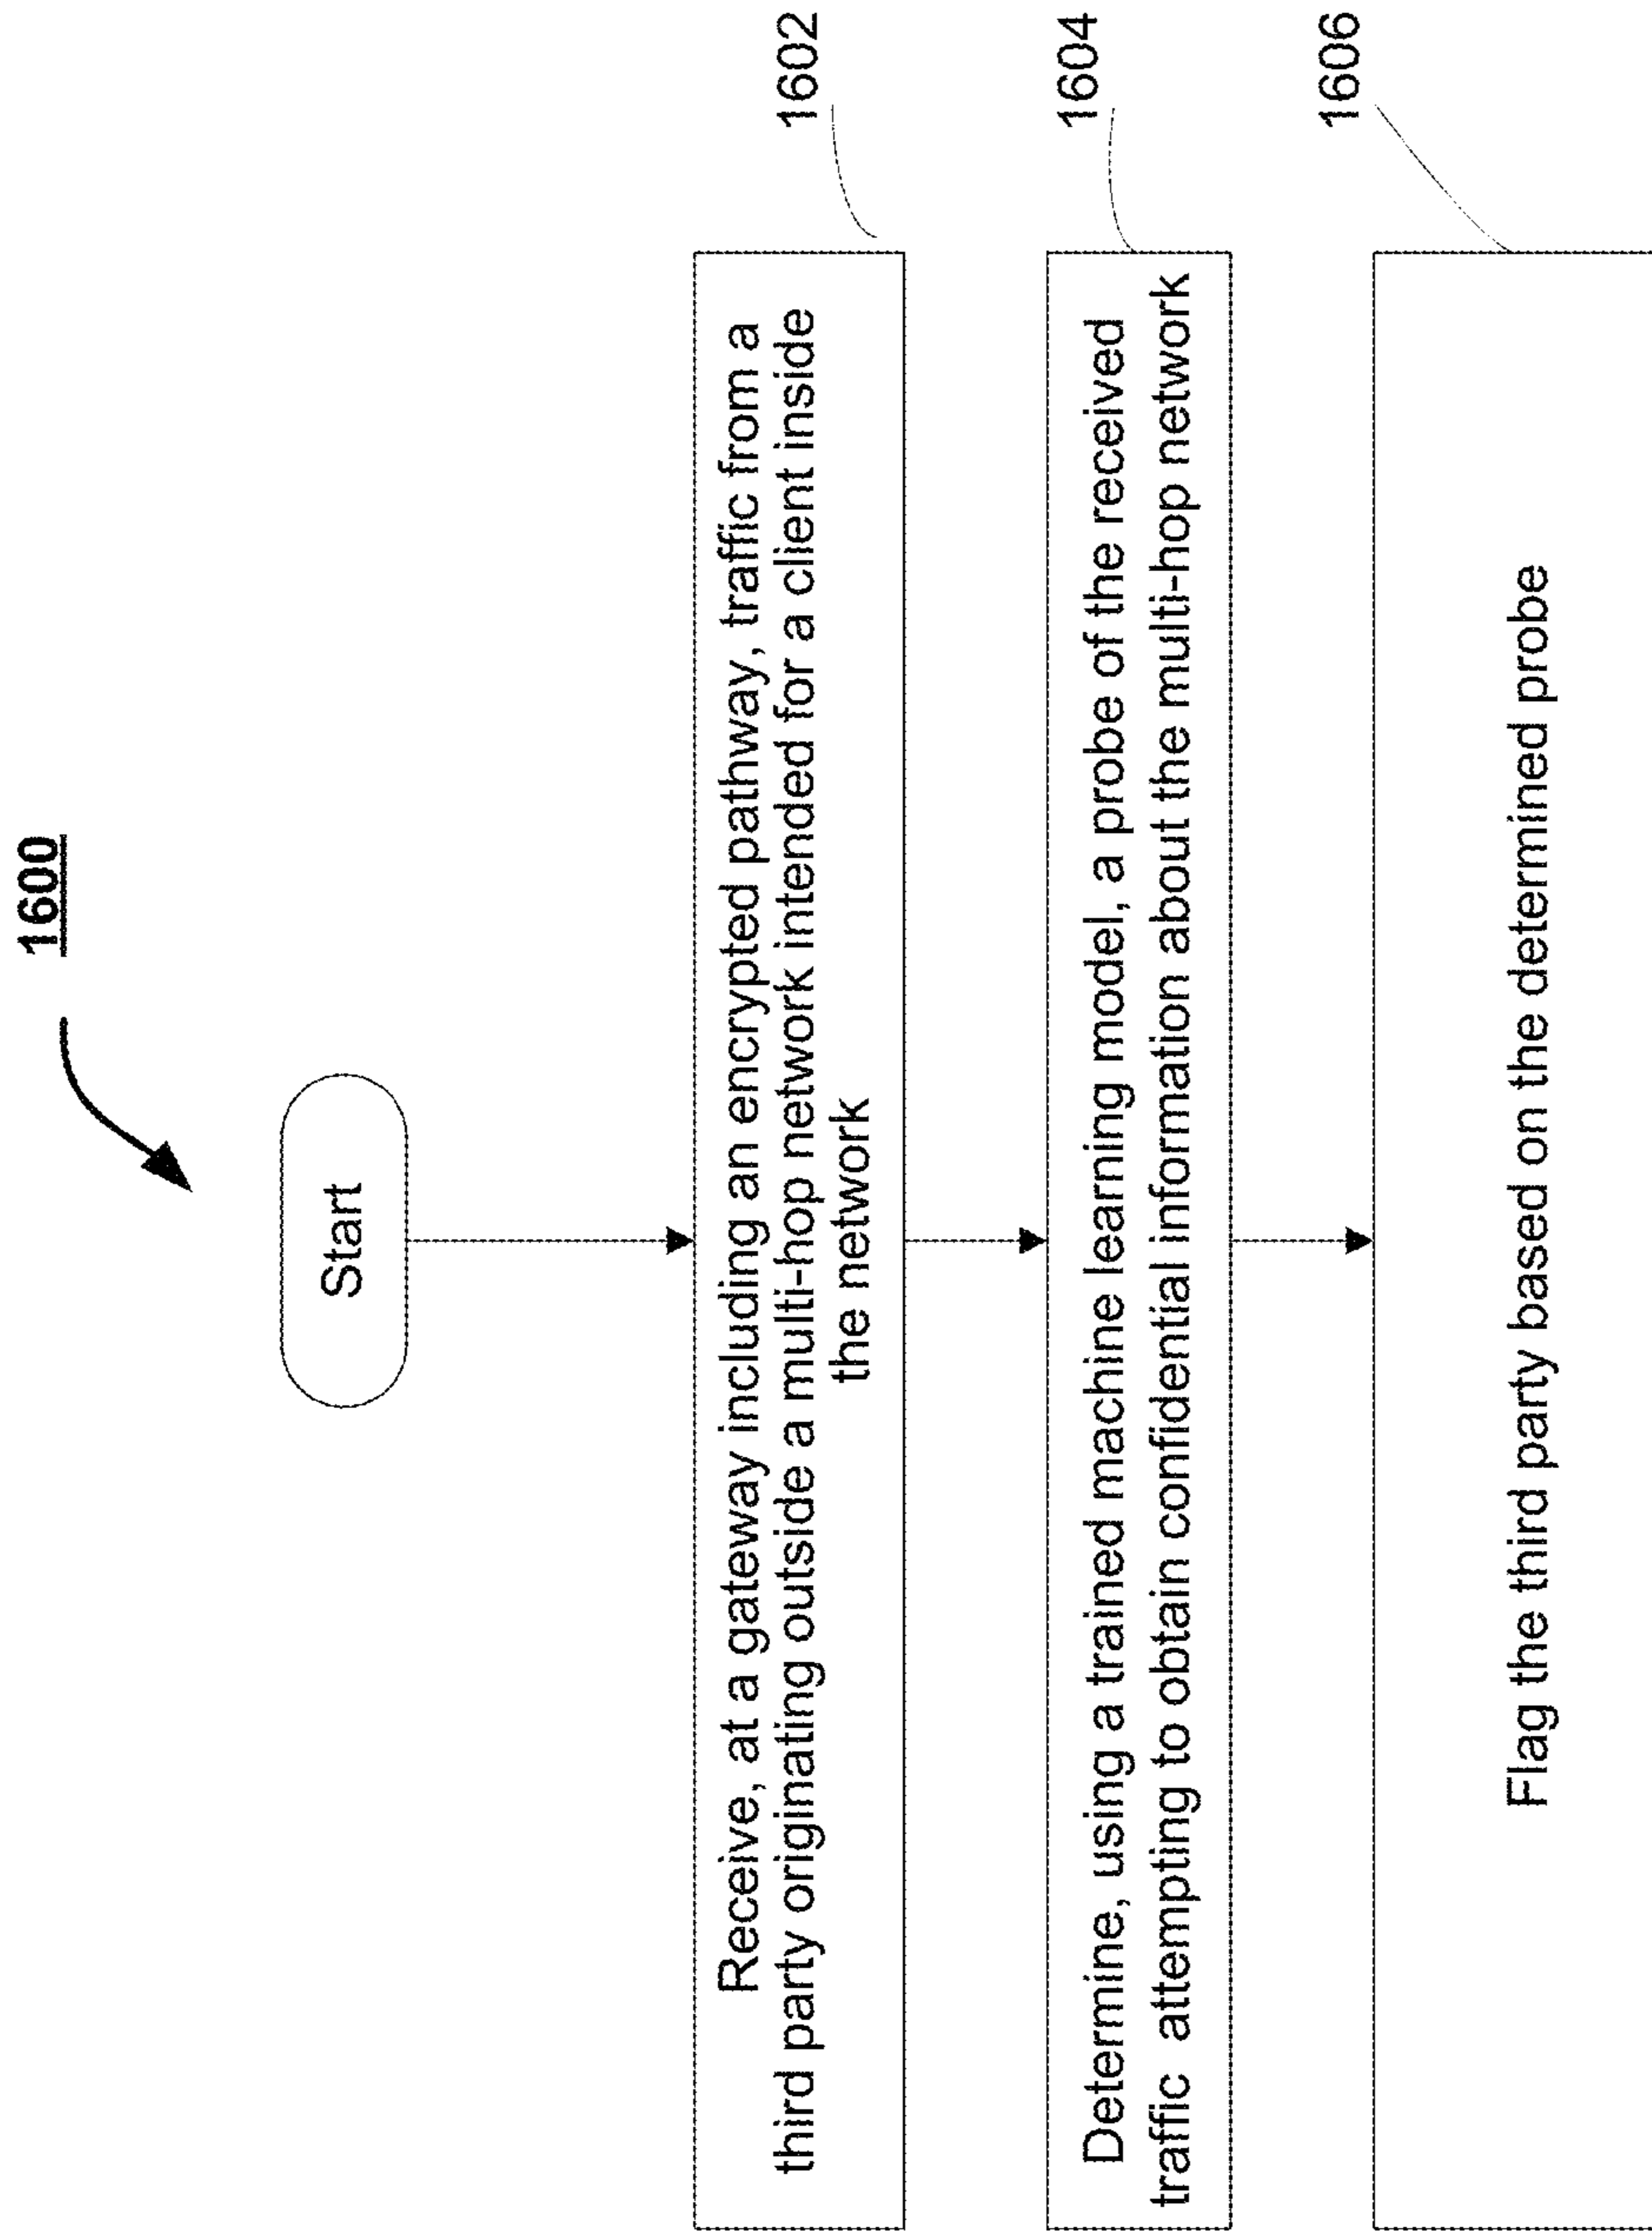 1600
Start
Receive, at a gateway including an encrypted pathway, traffic from a
third party originating outside a multi-hop network intended for a client inside
the network
1602
Determine, using a trained machine learning model, a probe of the received
traffic attempting to obtain confidential information about the multi-hop network
1604
Flag the third party based on the determined probe
1606